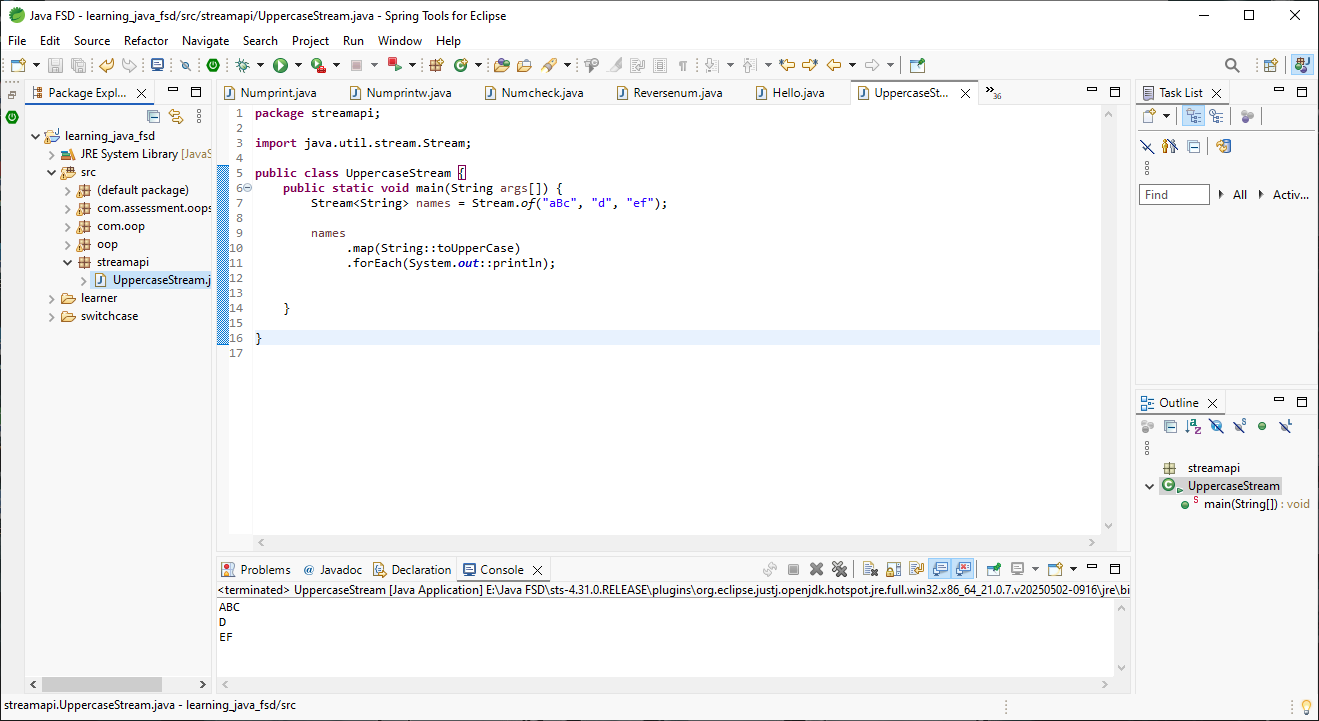 Java FSD - learning_java_fsd/src/streamapi/UppercaseStream.java - Spring Tools for Eclipse
File Edit Source Refactor Navigate Search Project Run Window Help
Package Expl...
learning_java_fsd
JRE System Library [JavaS
src
(default package)
com.assessment.oops
com.oop
oop
streamapi
UppercaseStream.j
learner
switchcase
Numprint.java Numprintw.java Numcheck.java Reversenum.java Hello.java UppercaseSt... »36
1 package streamapi;
2
3 import java.util.stream.Stream;
4
5 public class UppercaseStream {
6 public static void main(String args[]) {
7 Stream<String> names = Stream.of("aBc", "d", "ef");
8
9 names
10 .map(String::toUpperCase)
11 .forEach(System.out::println);
12
13
14 }
15
16 }
17
Task List
Find All Activ...
Outline
streamapi
UppercaseStream
main(String[]) : void
Problems Javadoc Declaration Console
<terminated> UppercaseStream [Java Application] E:\Java FSD\sts-4.31.0.RELEASE\plugins\org.eclipse.justj.openjdk.hotspot.jre.full.win32.x86_64_21.0.7.v20250502-0916\jre\bi
ABC
D
EF
streamapi.UppercaseStream.java - learning_java_fsd/src